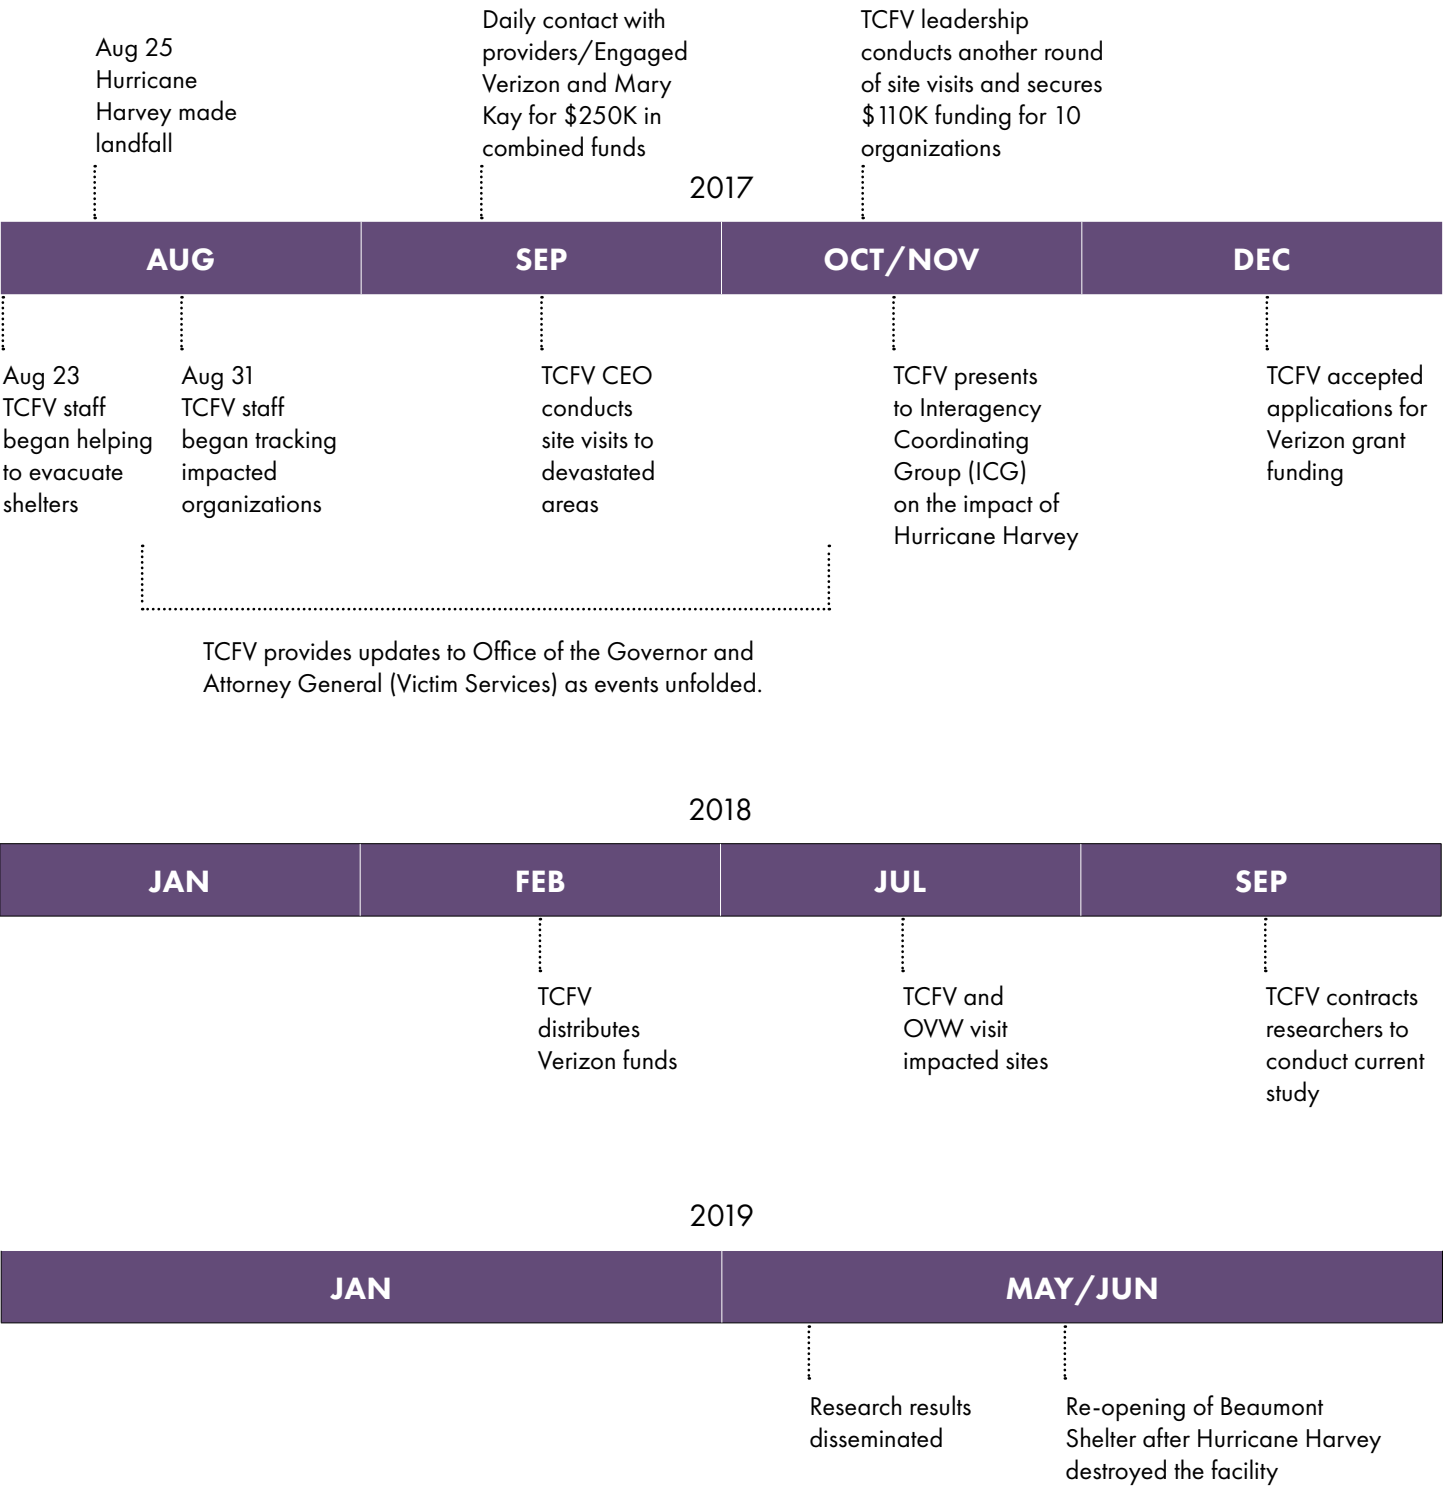 Aug 25
Hurricane
Harvey made
landfall
Daily contact with
providers/Engaged
Verizon and Mary
Kay for $250K in
combined funds
TCFV leadership
conducts another round
of site visits and secures
$110K funding for 10
organizations
2017
AUG
SEP
OCT/NOV
DEC
Aug 23
TCFV staff
began helping
to evacuate
shelters
Aug 31
TCFV staff
began tracking
impacted
organizations
TCFV CEO
conducts
site visits to
devastated
areas
TCFV presents
to Interagency
Coordinating
Group (ICG)
on the impact of
Hurricane Harvey
TCFV accepted
applications for
Verizon grant
funding
TCFV provides updates to Office of the Governor and
Attorney General (Victim Services) as events unfolded.
2018
JAN
FEB
JUL
SEP
TCFV
distributes
Verizon funds
TCFV and
OVW visit
impacted sites
TCFV contracts
researchers to
conduct current
study
2019
JAN
MAY/JUN
Research results
disseminated
Re-opening of Beaumont
Shelter after Hurricane Harvey
destroyed the facility